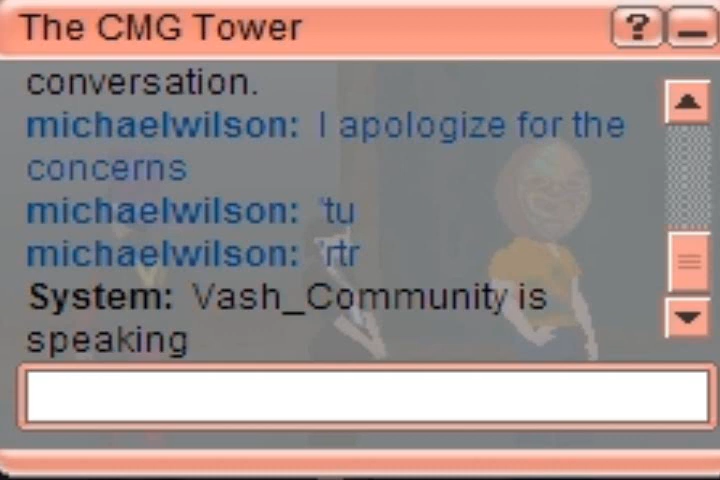 The CMG Tower
?
conversation.
michaelwilson: I apologize for the
concerns
michaelwilson: 'tu
michaelwilson: 'rtr
System: Vash_Community is
speaking